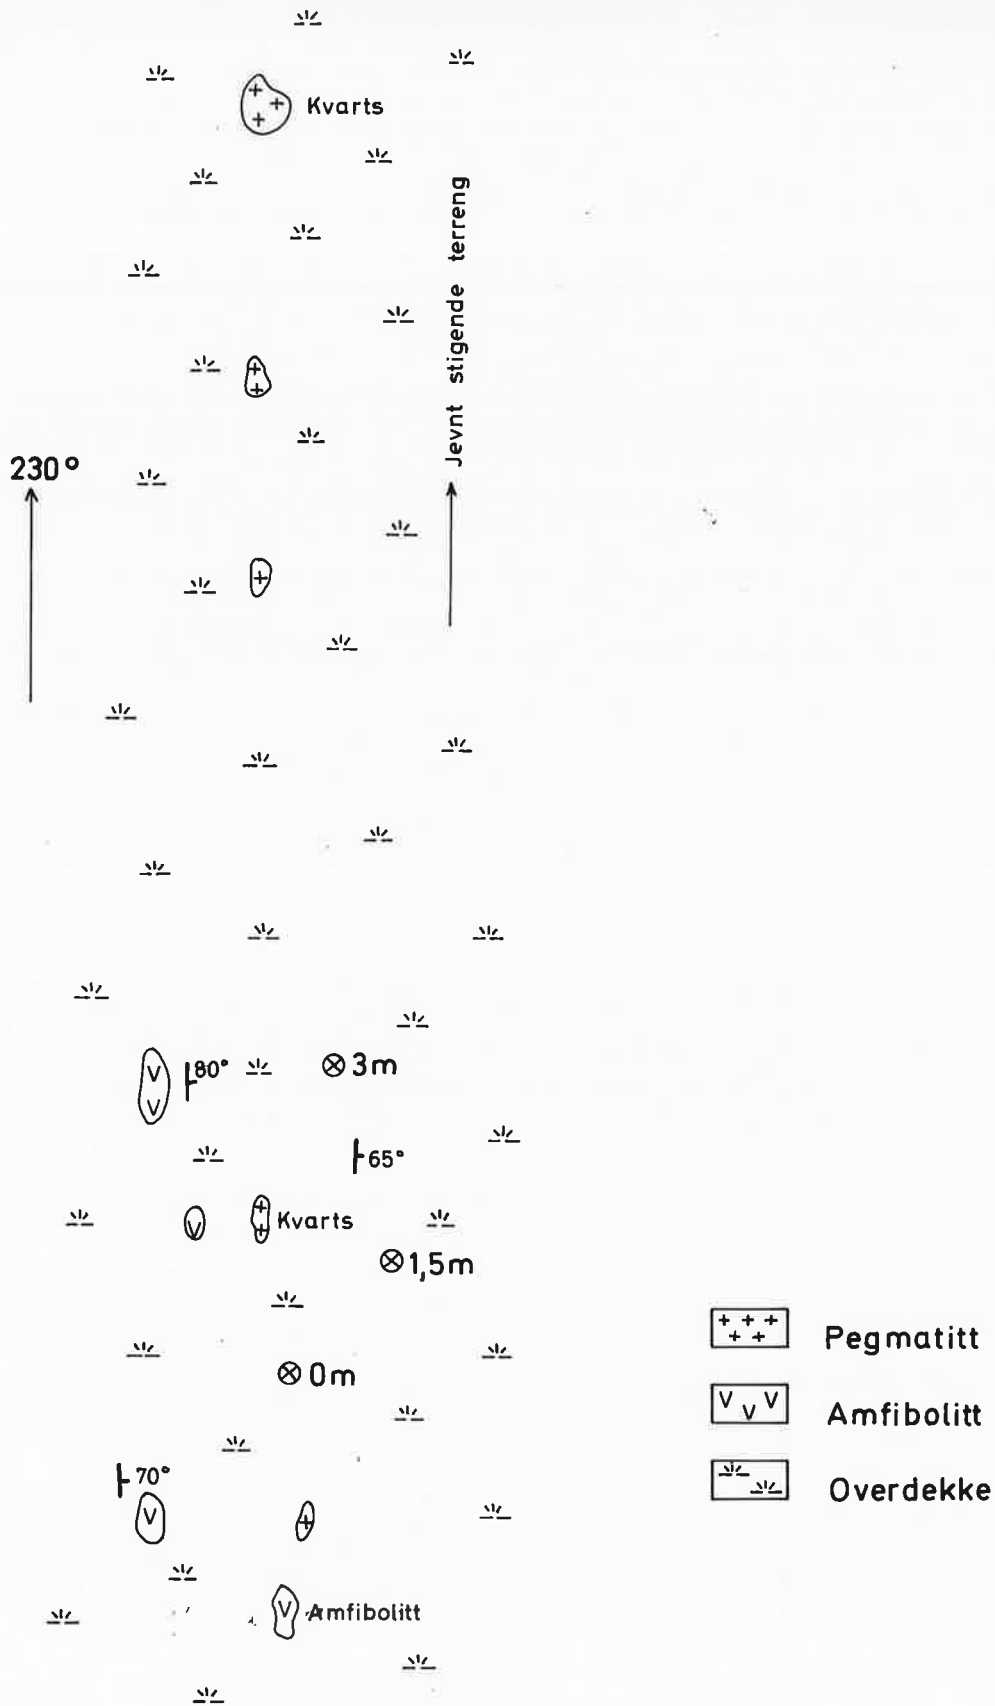 Kvarts
Jevnt stigende terreng
230°
80°
3m
65°
Kvarts
1,5m
0m
70°
Amfibolitt
Pegmatitt
Amfibolitt
Overdekke